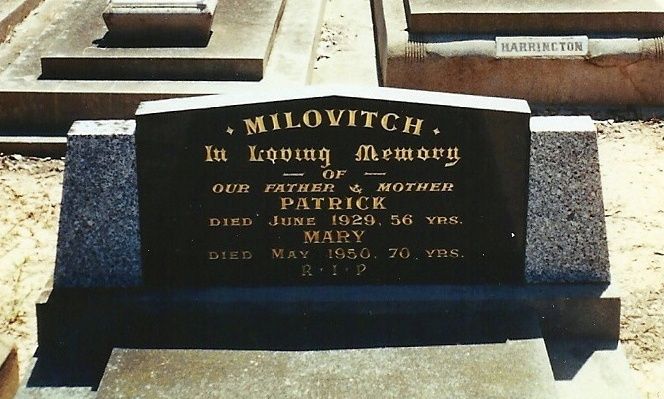 HARRINGTON
· MILOVITCH ·
In Loving Memory
— OF —
OUR FATHER & MOTHER
PATRICK
DIED JUNE 1929, 56 YRS.
MARY
DIED MAY 1950, 70 YRS.
R · I · P